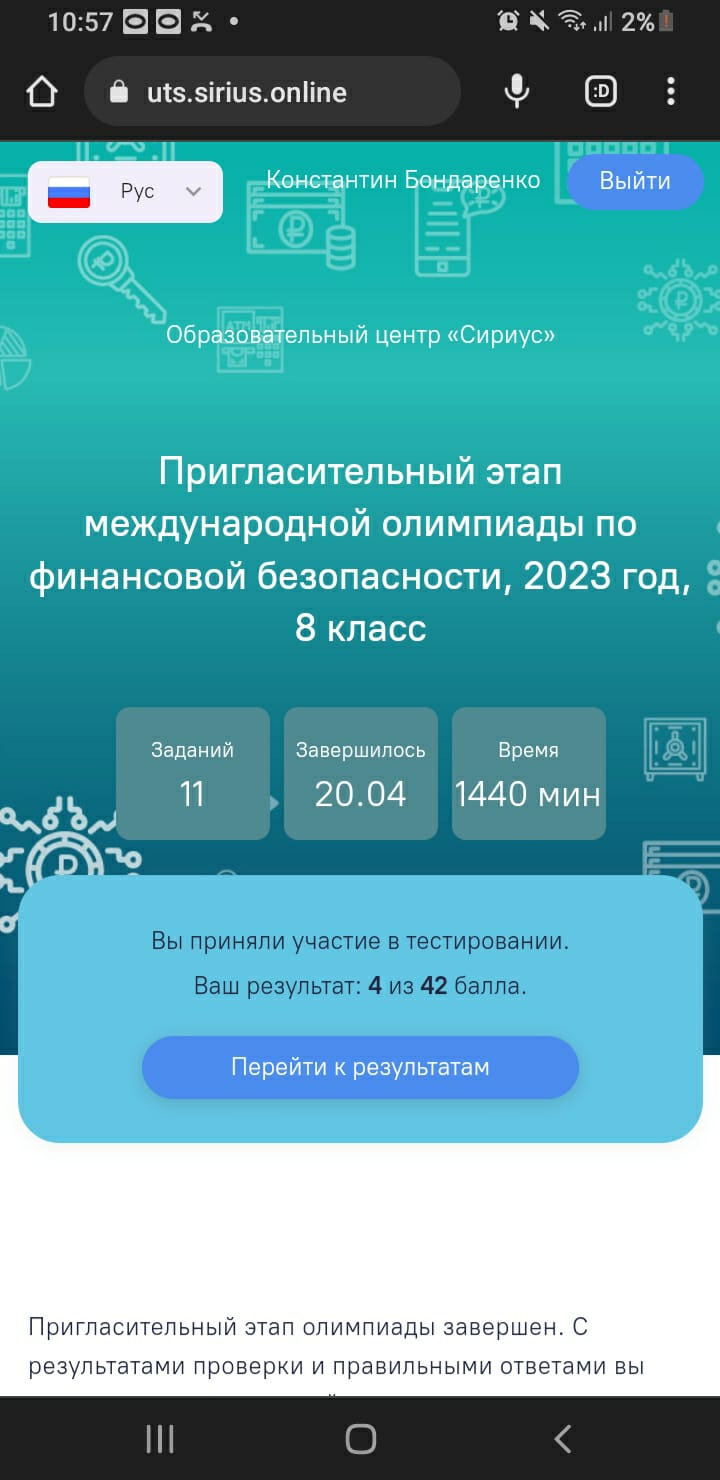 10:57
2%
uts.sirius.online
:D
Рус
Константин Бондаренко
Выйти
ATM
Образовательный центр «Сириус»
Пригласительный этап
международной олимпиады по
финансовой безопасности, 2023 год,
8 класс
Заданий
Завершилось
Время
11
20.04
1440 мин
Вы приняли участие в тестировании.
Ваш результат: 4 из 42 балла.
Перейти к результатам
Пригласительный этап олимпиады завершен. С
результатами проверки и правильными ответами вы